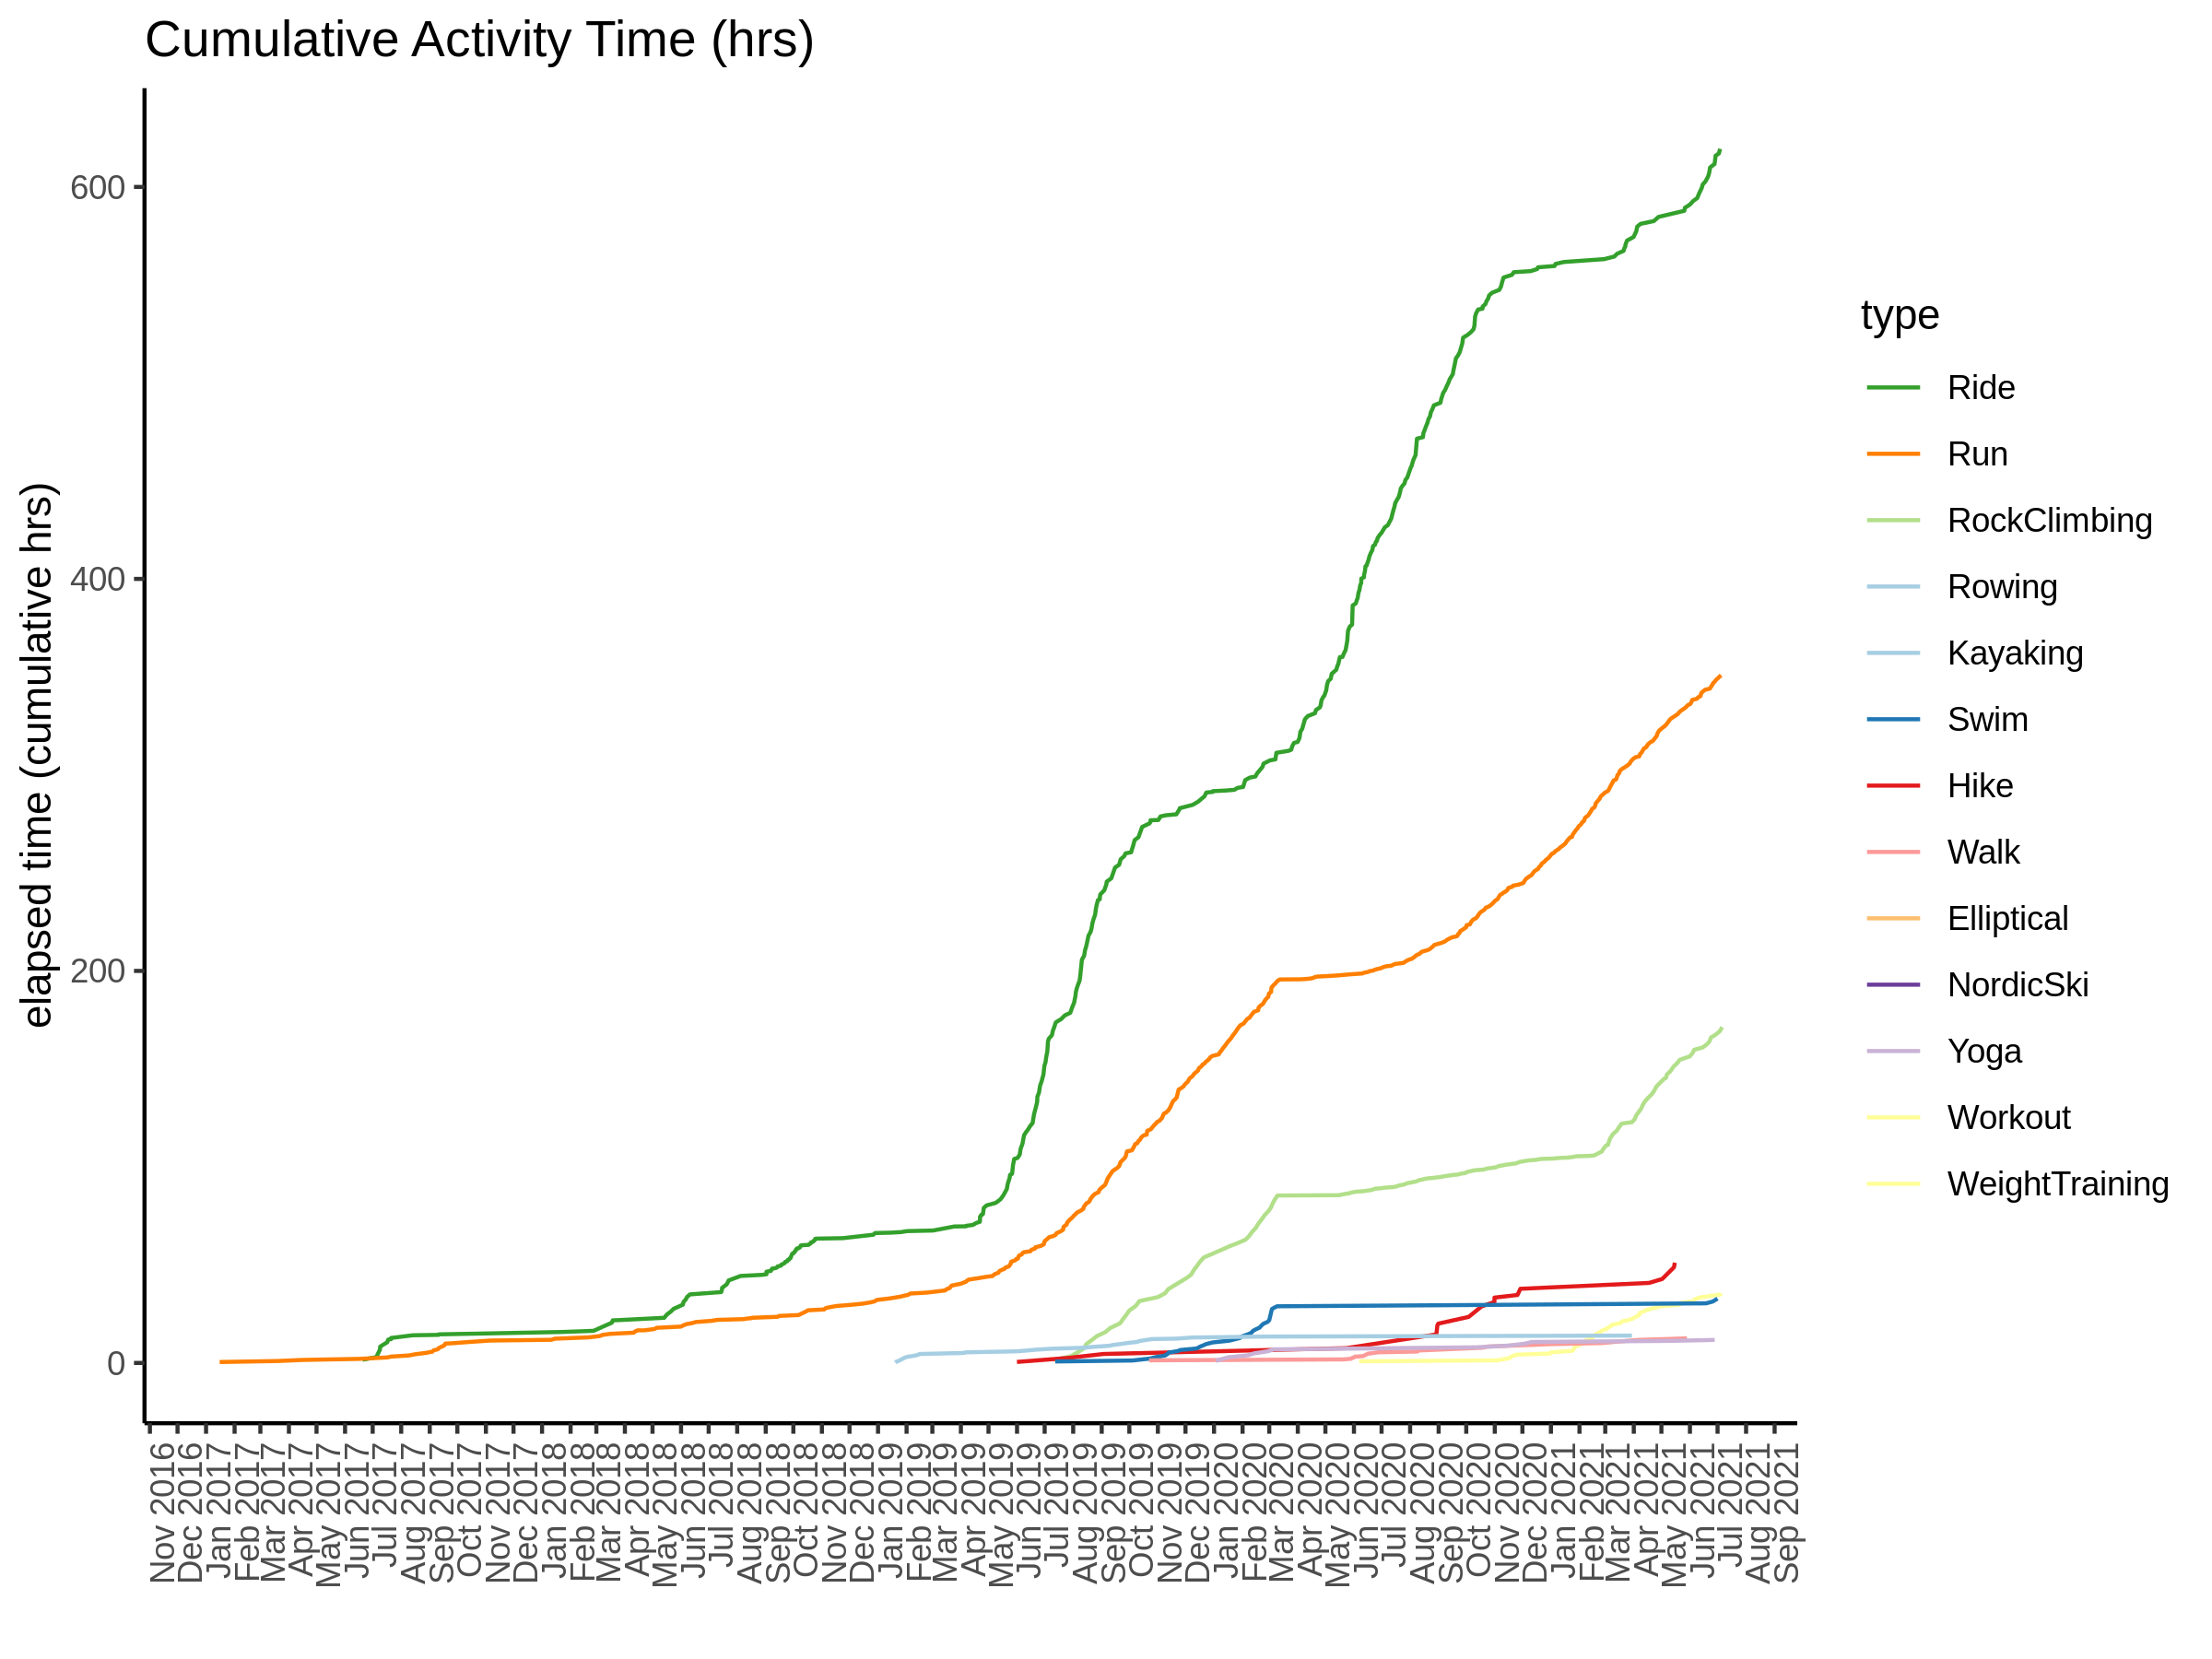 Cumulative Activity Time (hrs)
elapsed time (cumulative hrs)
600
400
200
0
Nov 2016
Dec 2016
Jan 2017
Feb 2017
Mar 2017
Apr 2017
May 2017
Jun 2017
Jul 2017
Aug 2017
Sep 2017
Oct 2017
Nov 2017
Dec 2017
Jan 2018
Feb 2018
Mar 2018
Apr 2018
May 2018
Jun 2018
Jul 2018
Aug 2018
Sep 2018
Oct 2018
Nov 2018
Dec 2018
Jan 2019
Feb 2019
Mar 2019
Apr 2019
May 2019
Jun 2019
Jul 2019
Aug 2019
Sep 2019
Oct 2019
Nov 2019
Dec 2019
Jan 2020
Feb 2020
Mar 2020
Apr 2020
May 2020
Jun 2020
Jul 2020
Aug 2020
Sep 2020
Oct 2020
Nov 2020
Dec 2020
Jan 2021
Feb 2021
Mar 2021
Apr 2021
May 2021
Jun 2021
Jul 2021
Aug 2021
Sep 2021
type
Ride
Run
RockClimbing
Rowing
Kayaking
Swim
Hike
Walk
Elliptical
NordicSki
Yoga
Workout
WeightTraining